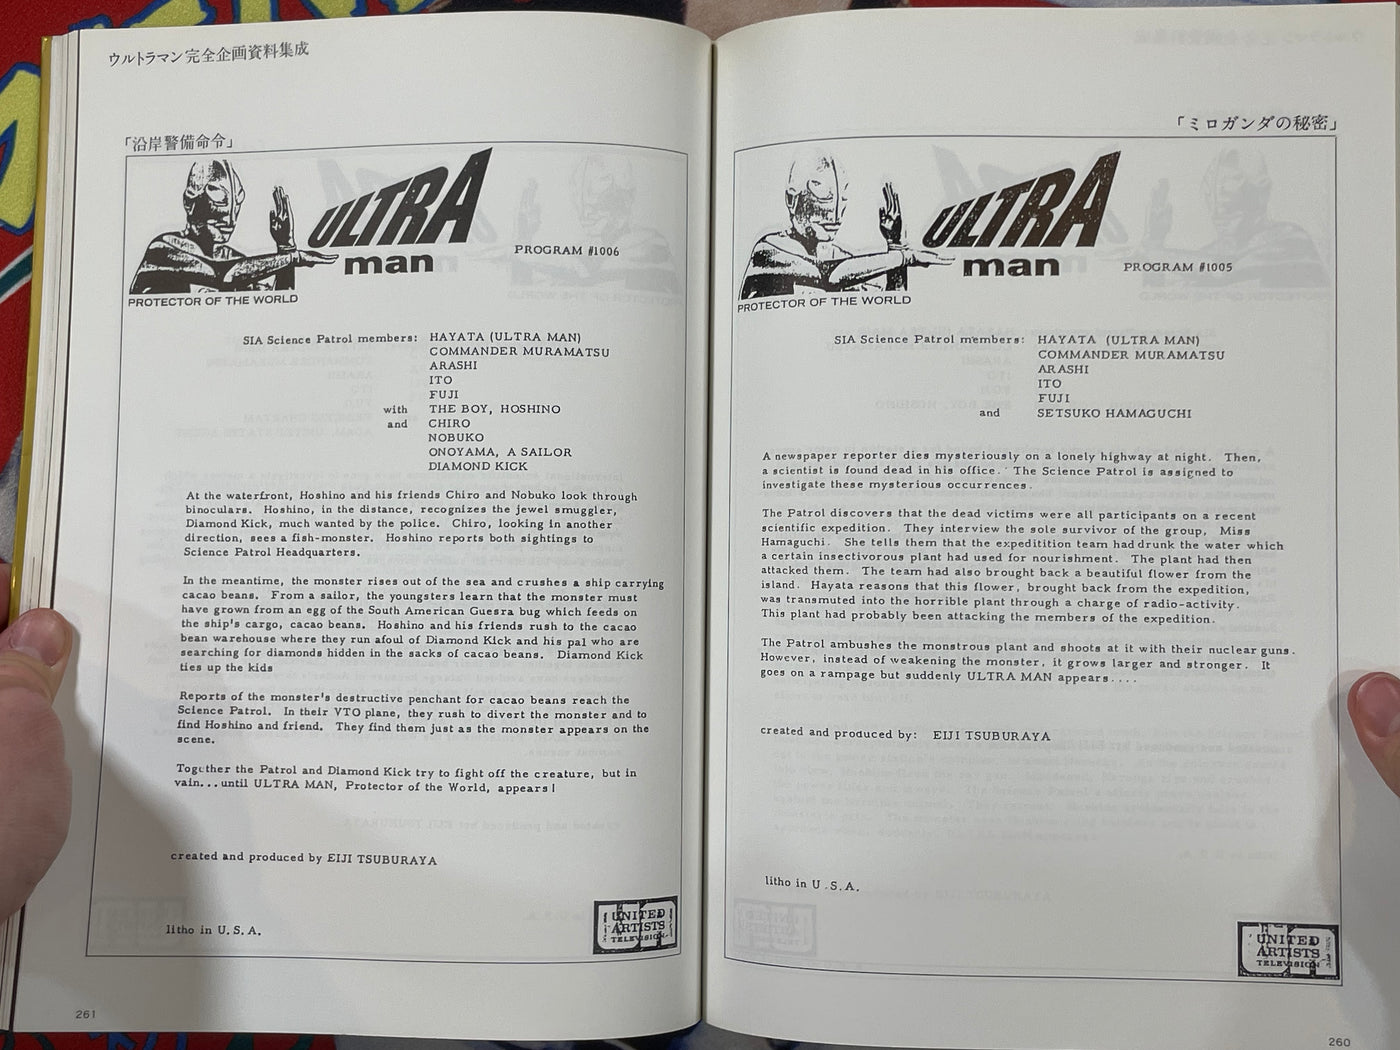 「ミロガンダの秘密」
ULTRA
man
PROGRAM #1005
PROTECTOR OF THE WORLD
SIA Science Patrol members: HAYATA (ULTRA MAN)
COMMANDER MURAMATSU
ARASHI
ITO
FUJI
and SETSUKO HAMAGUCHI
A newspaper reporter dies mysteriously on a lonely highway at night. Then,
a scientist is found dead in his office. The Science Patrol is assigned to
investigate these mysterious occurrences.
The Patrol discovers that the dead victims were all participants on a recent
scientific expedition. They interview the sole survivor of the group, Miss
Hamaguchi. She tells them that the expeditition team had drunk the water which
a certain insectivorous plant had used for nourishment. The plant had then
attacked them. The team had also brought back a beautiful flower from the
island. Hayata reasons that this flower, brought back from the expedition,
was transmuted into the horrible plant through a charge of radio-activity.
This plant had probably been attacking the members of the expedition.
The Patrol ambushes the monstrous plant and shoots at it with their nuclear guns.
However, instead of weakening the monster, it grows larger and stronger. It
goes on a rampage but suddenly ULTRA MAN appears....
created and produced by: EIJI TSUBURAYA
litho in U.S.A.
UNITED
ARTISTS
TELEVISION
260
ウルトラマン完全企画資料集成
「沿岸警備命令」
ULTRA
man
PROGRAM #1006
PROTECTOR OF THE WORLD
SIA Science Patrol members: HAYATA (ULTRA MAN)
COMMANDER MURAMATSU
ARASHI
ITO
FUJI
with THE BOY, HOSHINO
and CHIRO
NOBUKO
ONOYAMA, A SAILOR
DIAMOND KICK
At the waterfront, Hoshino and his friends Chiro and Nobuko look through
binoculars. Hoshino, in the distance, recognizes the jewel smuggler,
Diamond Kick, much wanted by the police. Chiro, looking in another
direction, sees a fish-monster. Hoshino reports both sightings to
Science Patrol Headquarters.
In the meantime, the monster rises out of the sea and crushes a ship carrying
cacao beans. From a sailor, the youngsters learn that the monster must
have grown from an egg of the South American Guesra bug which feeds on
the ship's cargo, cacao beans. Hoshino and his friends rush to the cacao
bean warehouse where they run afoul of Diamond Kick and his pal who are
searching for diamonds hidden in the sacks of cacao beans. Diamond Kick
ties up the kids
Reports of the monster's destructive penchant for cacao beans reach the
Science Patrol. In their VTO plane, they rush to divert the monster and to
find Hoshino and friend. They find them just as the monster appears on the
scene.
Together the Patrol and Diamond Kick try to fight off the creature, but in
vain...until ULTRA MAN, Protector of the World, appears!
created and produced by EIJI TSUBURAYA
litho in U.S.A.
UNITED
ARTISTS
TELEVISION
261